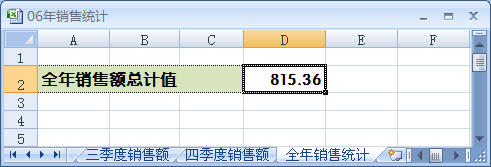 06年销售统计
A B C D E F
1
2 全年销售额总计值 815.36
3
4
5
三季度销售额 四季度销售额 全年销售统计